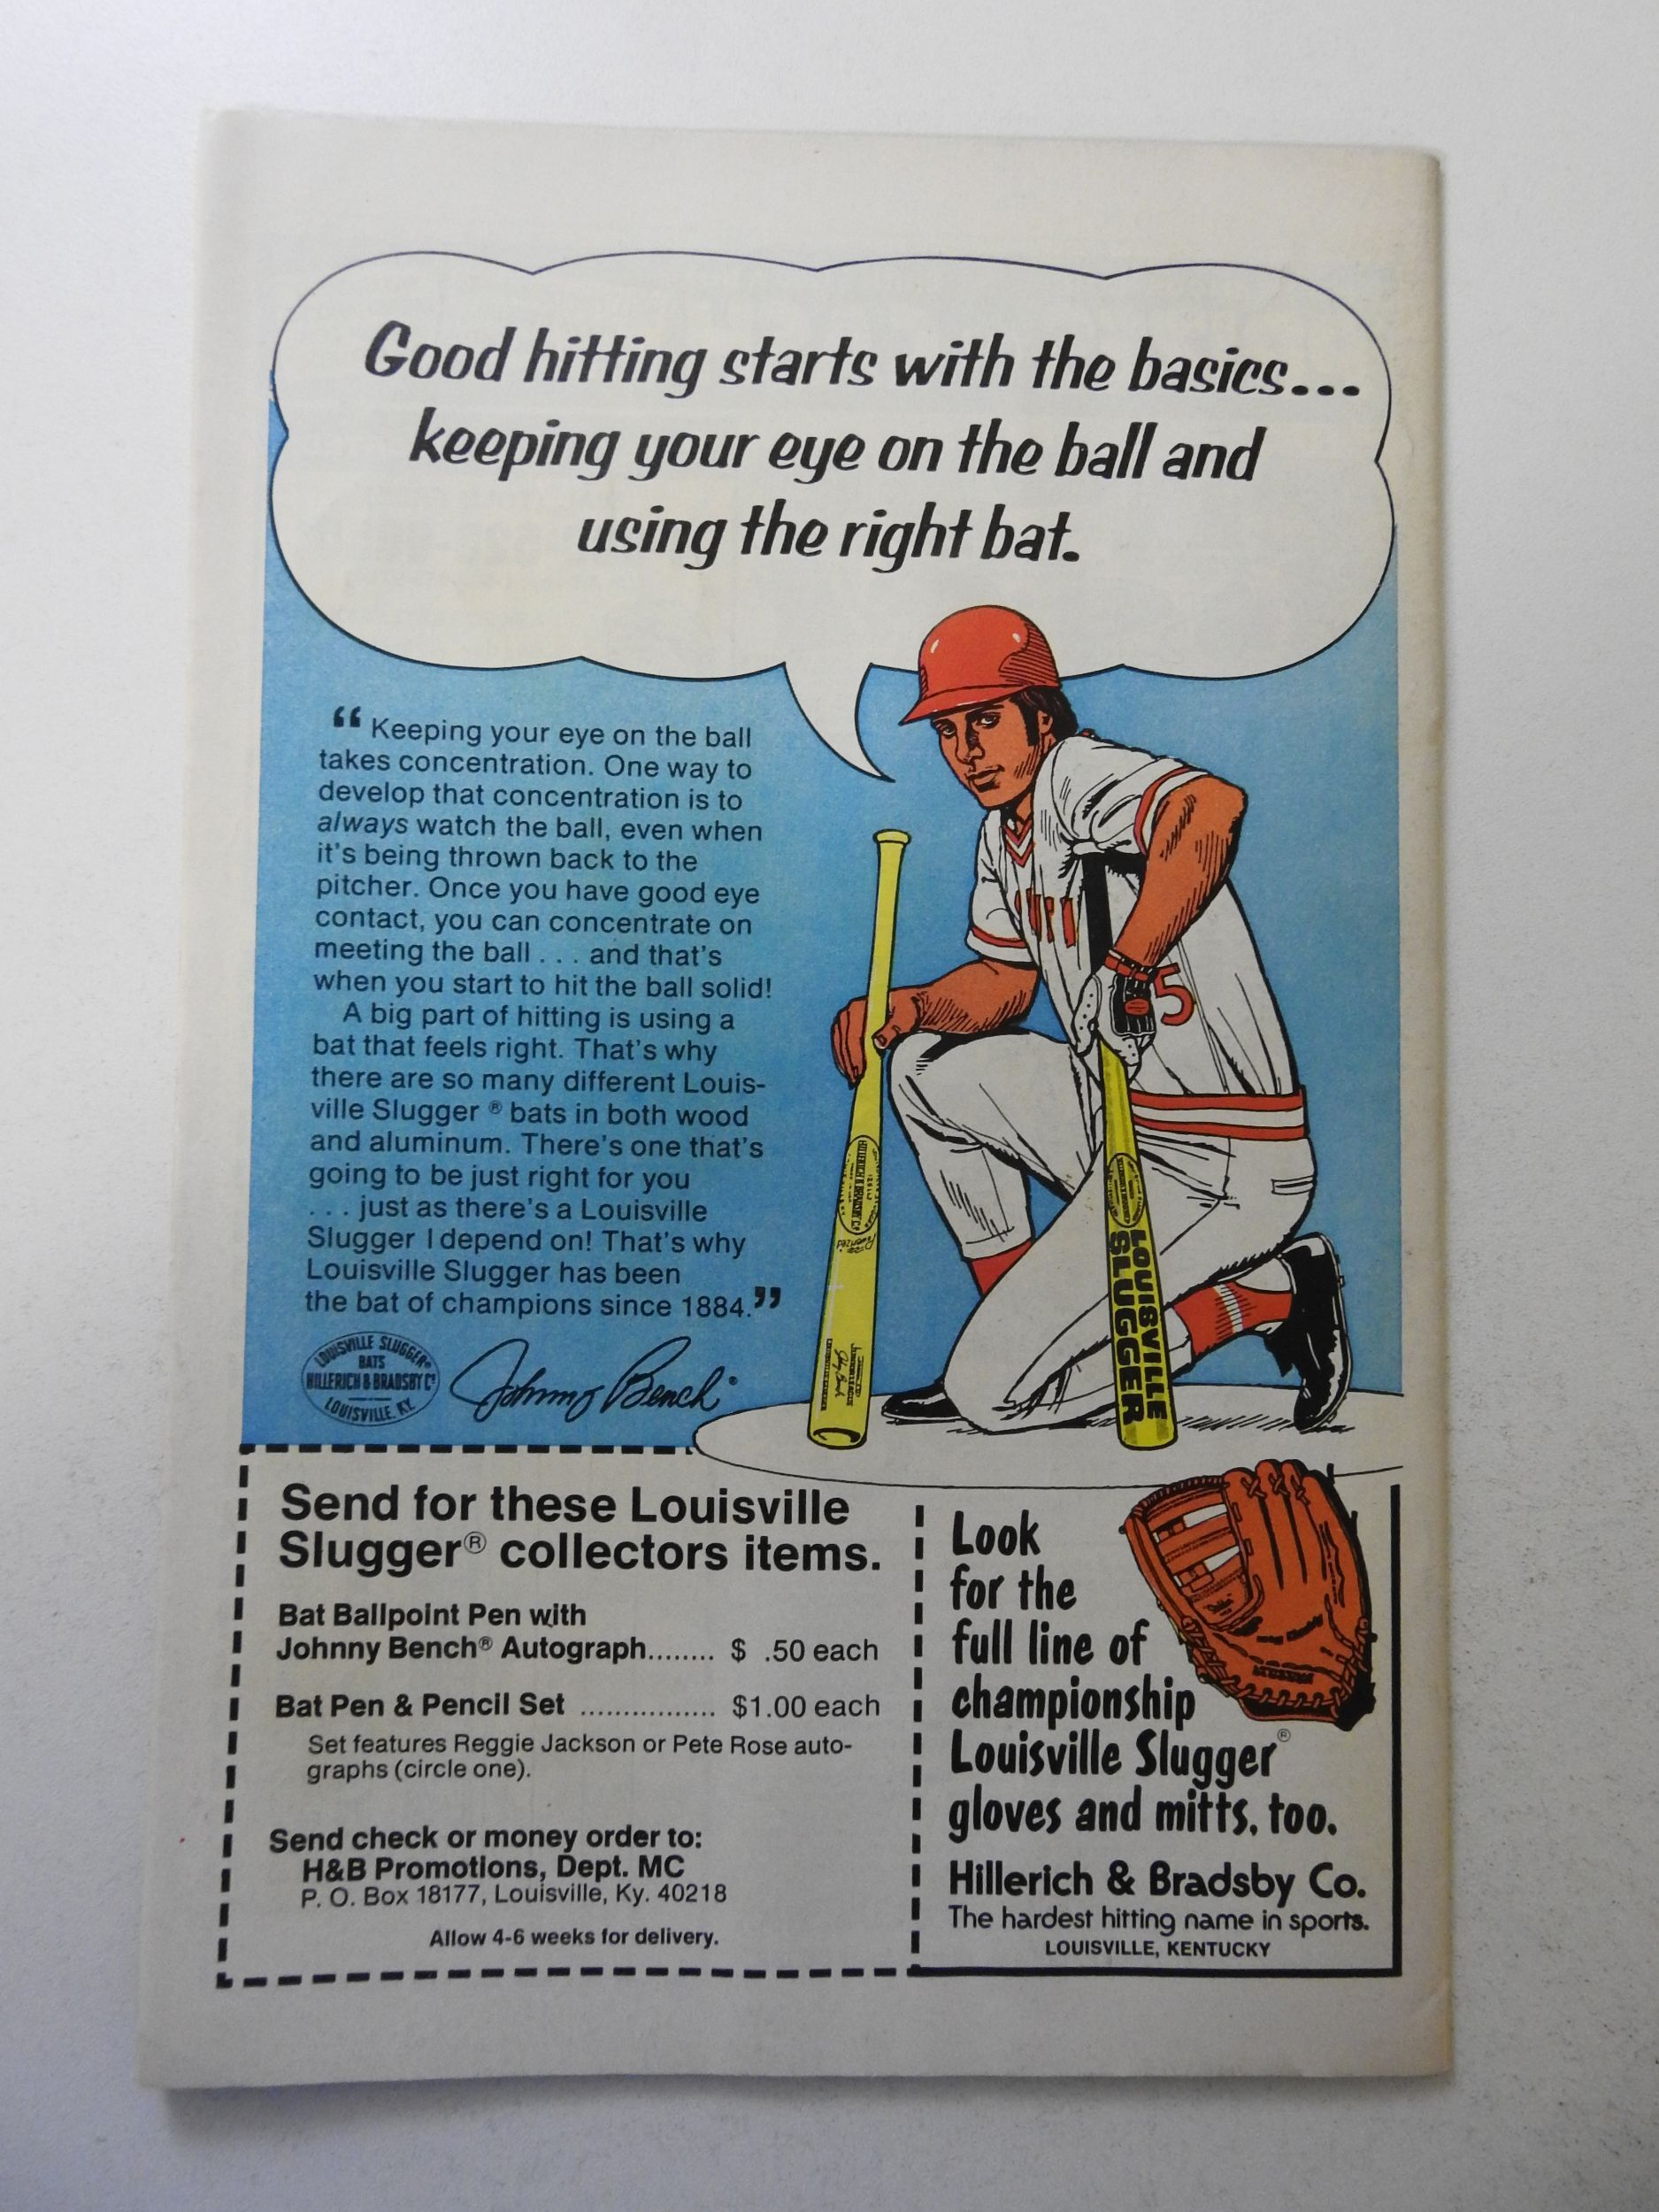 Good hitting starts with the basics...
keeping your eye on the ball and
using the right bat.
“ Keeping your eye on the ball
takes concentration. One way to
develop that concentration is to
always watch the ball, even when
it's being thrown back to the
pitcher. Once you have good eye
contact, you can concentrate on
meeting the ball . . . and that's
when you start to hit the ball solid!
A big part of hitting is using a
bat that feels right. That's why
there are so many different Louis-
ville Slugger ® bats in both wood
and aluminum. There's one that's
going to be just right for you
. . . just as there's a Louisville
Slugger I depend on! That's why
Louisville Slugger has been
the bat of champions since 1884.”
LOUISVILLE SLUGGER®
BATS
HILLERICH & BRADSBY Cº
LOUISVILLE, KY.
Johnny Bench®
5
HILLERICH & BRADSBY Cº
LOUISVILLE
SLUGGER
Send for these Louisville
Slugger® collectors items.
Bat Ballpoint Pen with
Johnny Bench® Autograph........ $ .50 each
Bat Pen & Pencil Set ................ $1.00 each
Set features Reggie Jackson or Pete Rose auto-
graphs (circle one).
Send check or money order to:
H&B Promotions, Dept. MC
P. O. Box 18177, Louisville, Ky. 40218
Allow 4-6 weeks for delivery.
Look
for the
full line of
championship
Louisville Slugger®
gloves and mitts, too.
Hillerich & Bradsby Co.
The hardest hitting name in sports.
LOUISVILLE, KENTUCKY